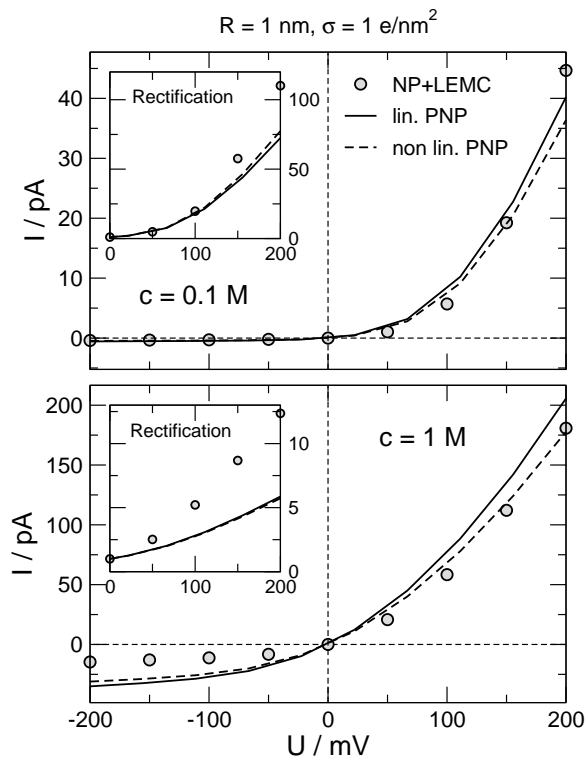 R = 1 nm, σ = 1 e/nm²
I / pA
40
30
20
10
0
Rectification
100
50
0
0 100 200
NP+LEMC
lin. PNP
non lin. PNP
c = 0.1 M
I / pA
200
150
100
50
0
Rectification
10
5
0
0 100 200
c = 1 M
-200 -100 0 100 200
U / mV